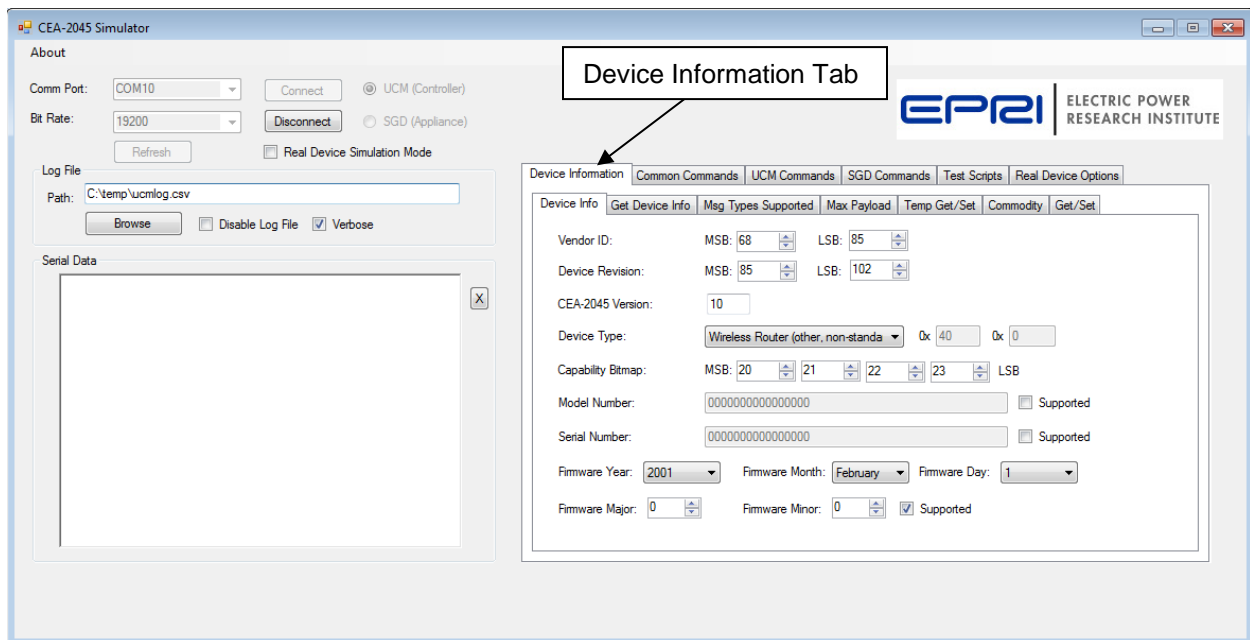 CEA-2045 Simulator
About
Device Information Tab
Comm Port: COM10 Connect UCM (Controller)
Bit Rate: 19200 Disconnect SGD (Appliance)
Refresh Real Device Simulation Mode
EPRI ELECTRIC POWER
RESEARCH INSTITUTE
Log File
Path: C:\temp\ucmlog.csv
Browse Disable Log File Verbose
Serial Data
X
Device Information Common Commands UCM Commands SGD Commands Test Scripts Real Device Options
Device Info Get Device Info Msg Types Supported Max Payload Temp Get/Set Commodity Get/Set
Vendor ID: MSB: 68 LSB: 85
Device Revision: MSB: 85 LSB: 102
CEA-2045 Version: 10
Device Type: Wireless Router (other, non-standa 0x 40 0x 0
Capability Bitmap: MSB: 20 21 22 23 LSB
Model Number: 0000000000000000 Supported
Serial Number: 0000000000000000 Supported
Firmware Year: 2001 Firmware Month: February Firmware Day: 1
Firmware Major: 0 Firmware Minor: 0 Supported